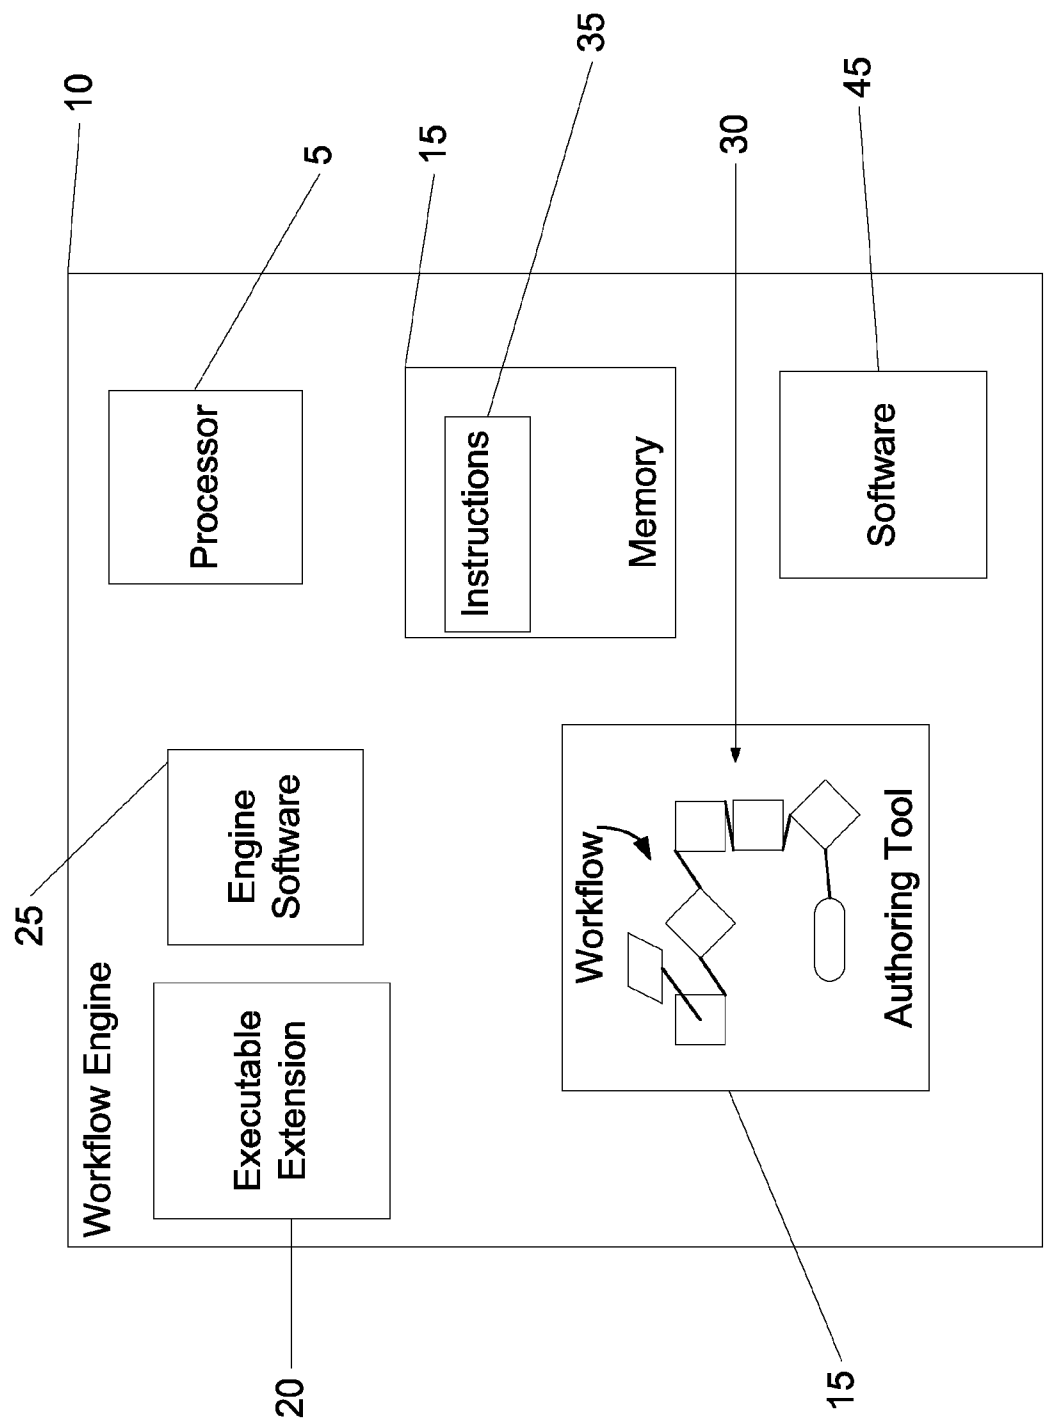 25
10
Workflow Engine
Processor
5
Engine
Software
Executable
Extension
20
15
Instructions
35
Memory
Workflow
30
Authoring Tool
15
45
Software